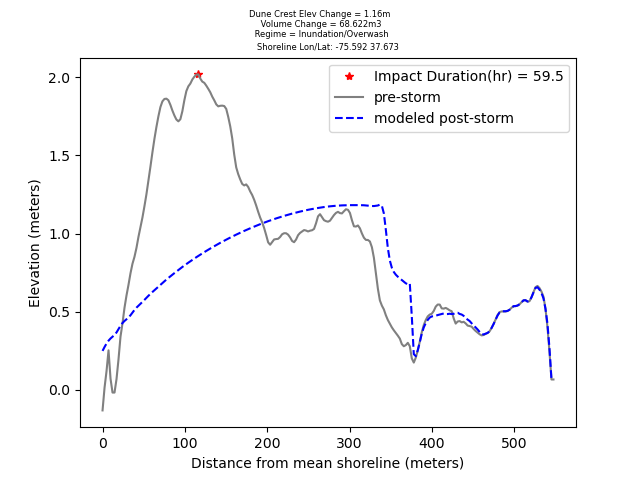 Dune Crest Elev Change = 1.16m
Volume Change = 68.622m3
Regime = Inundation/Overwash
Shoreline Lon/Lat: -75.592 37.673
Impact Duration(hr) = 59.5
pre-storm
modeled post-storm
2.0
1.5
1.0
0.5
0.0
Elevation (meters)
0 100 200 300 400 500
Distance from mean shoreline (meters)